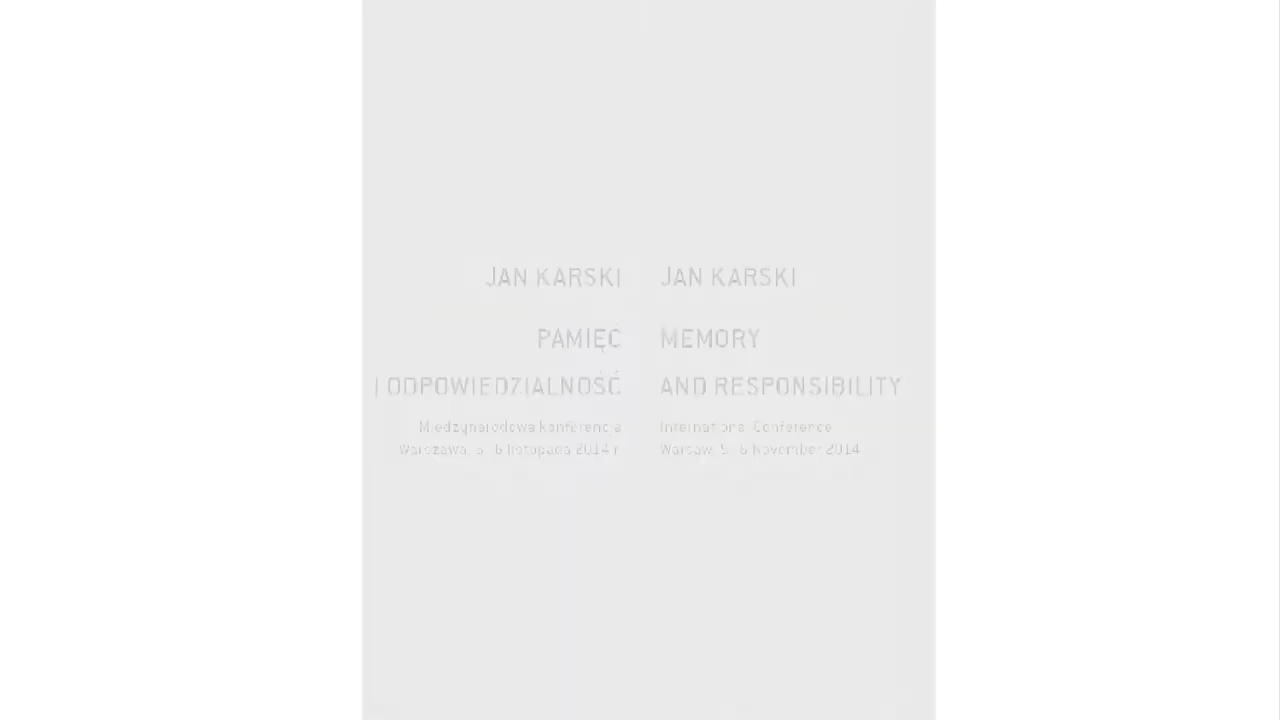 JAN KARSKI
PAMIĘĆ
I ODPOWIEDZIALNOŚĆ
Międzynarodowa konferencja
Warszawa, 5–6 listopada 2014 r.
JAN KARSKI
MEMORY
AND RESPONSIBILITY
International Conference
Warsaw, 5–6 November 2014